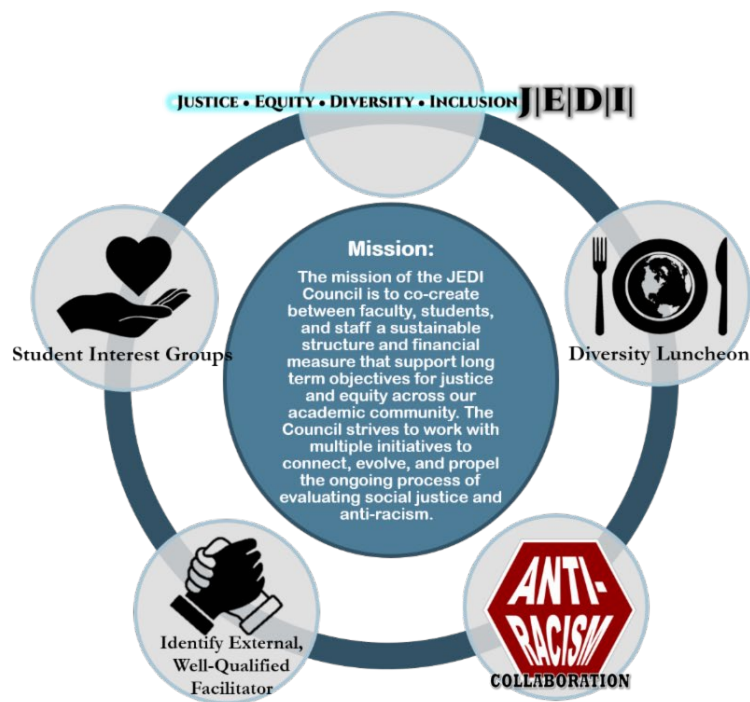 JUSTICE • EQUITY • DIVERSITY • INCLUSION J|E|D|I|
Mission:
The mission of the JEDI
Council is to co-create
between faculty, students,
and staff a sustainable
structure and financial
measure that support long
term objectives for justice
and equity across our
academic community. The
Council strives to work with
multiple initiatives to
connect, evolve, and propel
the ongoing process of
evaluating social justice and
anti-racism.
Student Interest Groups
Diversity Luncheon
Identify External,
Well-Qualified
Facilitator
ANTI-
RACISM
COLLABORATION